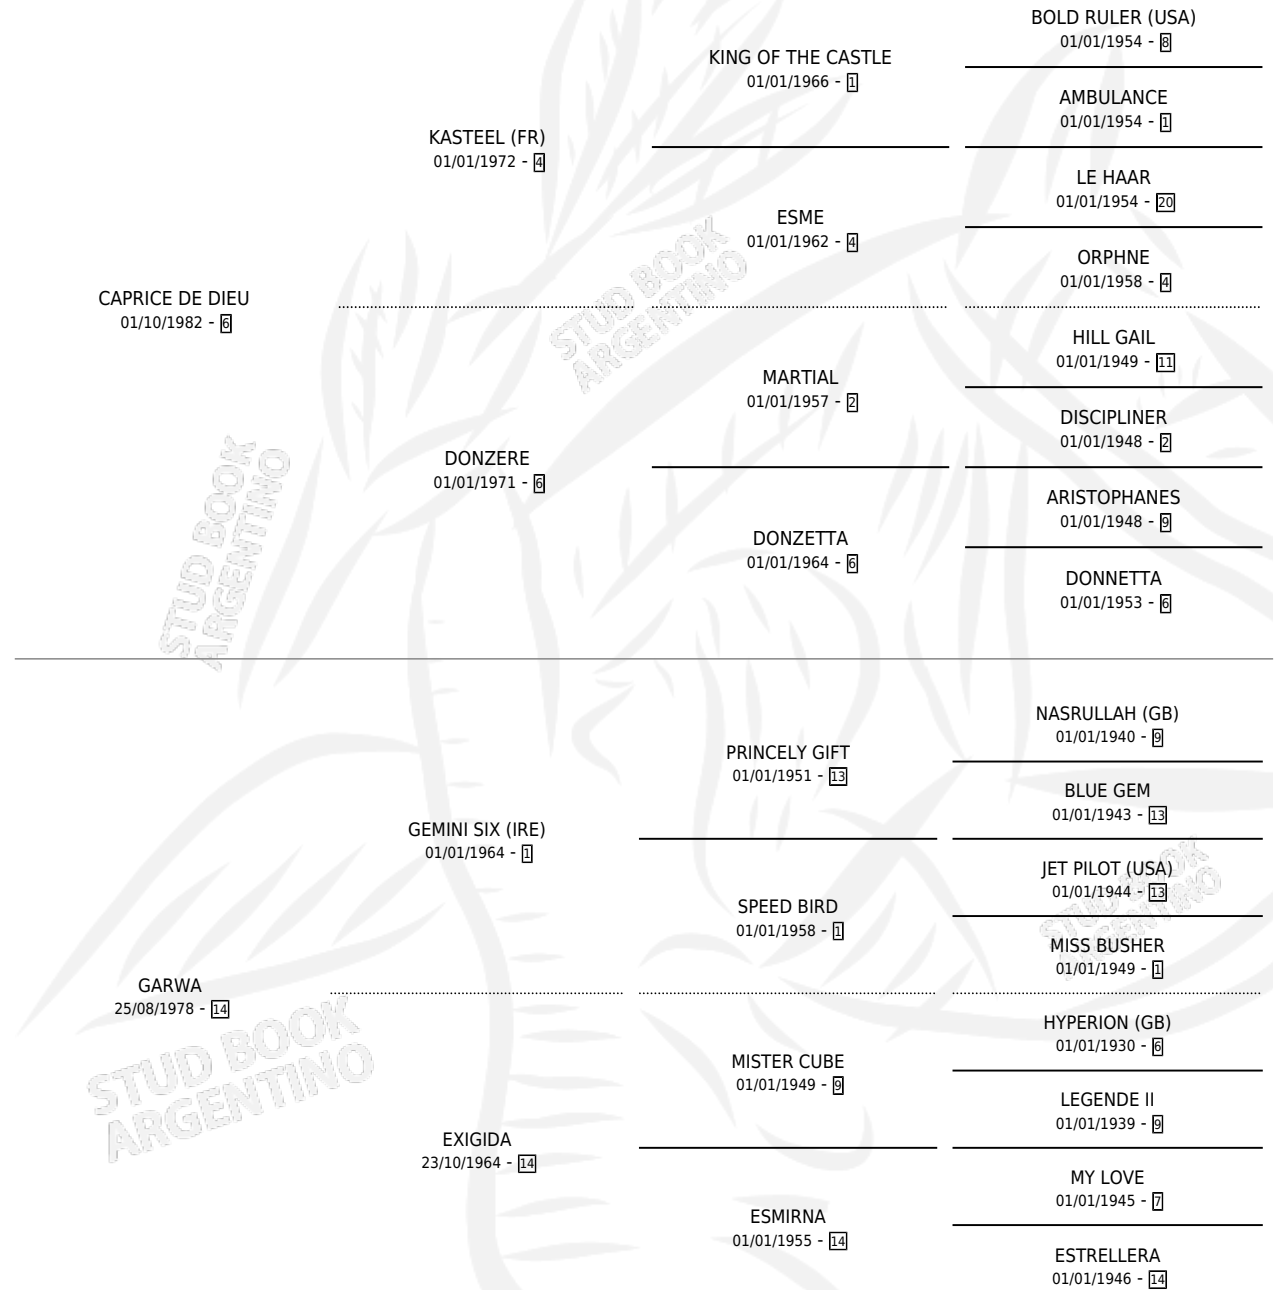 BOLD RULER (USA)
01/01/1954 - 8
KING OF THE CASTLE
01/01/1966 - 1
AMBULANCE
01/01/1954 - 1
KASTEEL (FR)
01/01/1972 - 4
LE HAAR
01/01/1954 - 20
ESME
01/01/1962 - 4
ORPHNE
01/01/1958 - 4
CAPRICE DE DIEU
01/10/1982 - 6
STUD BOOK
ARGENTINO
HILL GAIL
01/01/1949 - 11
MARTIAL
01/01/1957 - 2
DISCIPLINER
01/01/1948 - 2
DONZERE
01/01/1971 - 6
ARISTOPHANES
01/01/1948 - 9
DONZETTA
01/01/1964 - 6
DONNETTA
01/01/1953 - 6
STUD BOOK
ARGENTINO
NASRULLAH (GB)
01/01/1940 - 9
PRINCELY GIFT
01/01/1951 - 13
BLUE GEM
01/01/1943 - 13
GEMINI SIX (IRE)
01/01/1964 - 1
JET PILOT (USA)
01/01/1944 - 13
SPEED BIRD
01/01/1958 - 1
STUD BOOK
ARGENTINO
MISS BUSHER
01/01/1949 - 1
GARWA
25/08/1978 - 14
HYPERION (GB)
01/01/1930 - 6
MISTER CUBE
01/01/1949 - 9
LEGENDE II
01/01/1939 - 9
STUD BOOK
ARGENTINO
EXIGIDA
23/10/1964 - 14
MY LOVE
01/01/1945 - 7
ESMIRNA
01/01/1955 - 14
ESTRELLERA
01/01/1946 - 14